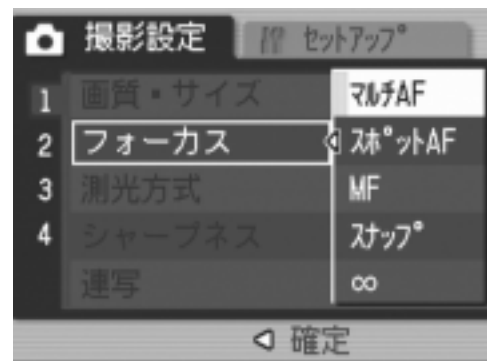 撮影設定 セットアップ
1 画質・サイズ マルチAF
2 フォーカス スポットAF
3 測光方式 MF
4 シャープネス スナップ
連写 ∞
確定